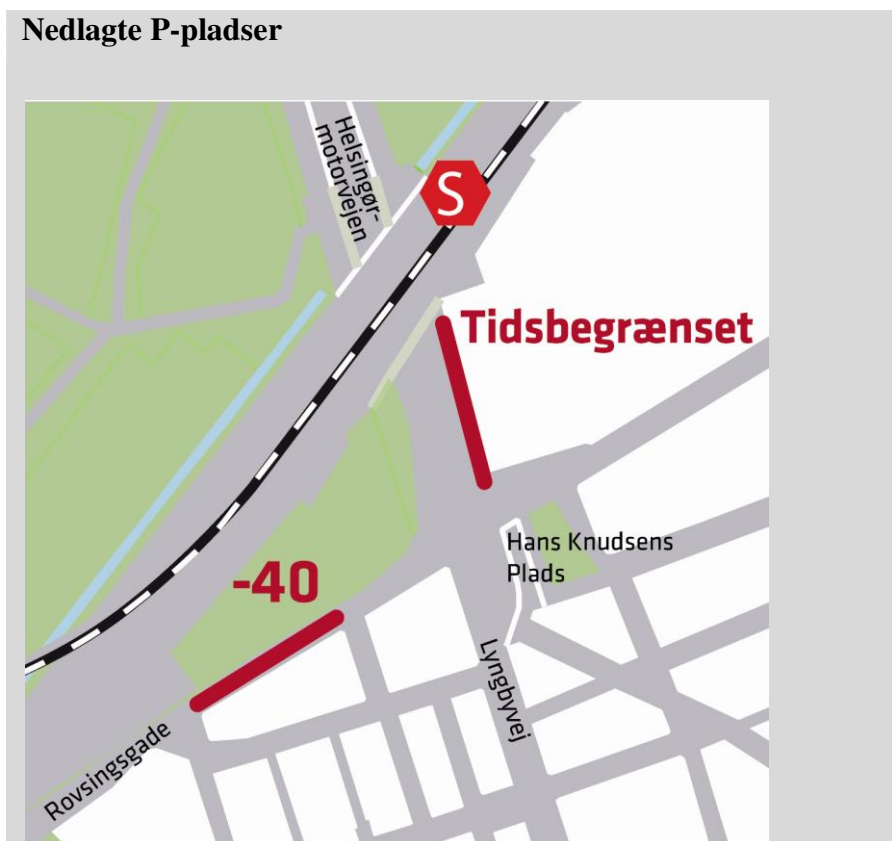 Nedlagte P-pladser
Helsingør-
motorvejen
S
Tidsbegrænset
Hans Knudsens
Plads
-40
Lyngbyvej
Rovsingsgade